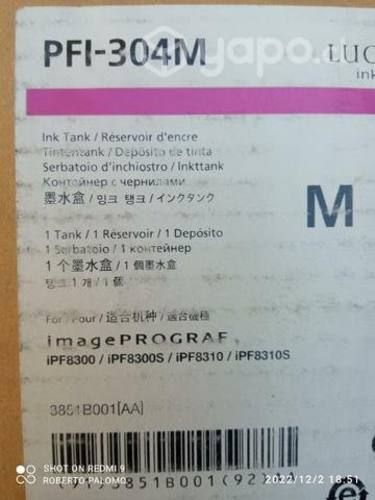 PFI-304M
yapo.
LUC
ink
Ink Tank / Réservoir d'encre
Tintentank / Depósito de tinta
Serbatoio d'inchiostro / Inkttank
Контейнер с чернилами
墨水盒 / 잉크 탱크 / インクタンク
M
1 Tank / 1 Réservoir / 1 Depósito
1 Serbatoio / 1 контейнер
1 个墨水盒 / 1 個墨水盒
탱크 1 개 / 1 個
For / Pour / 适合机种 / 適合機種
imagePROGRAF
iPF8300 / iPF8300S / iPF8310 / iPF8310S
3851B001[AA]
SHOT ON REDMI 9
ROBERTO PALOMO
2022/12/2 18:51
(91)3851B001(92)